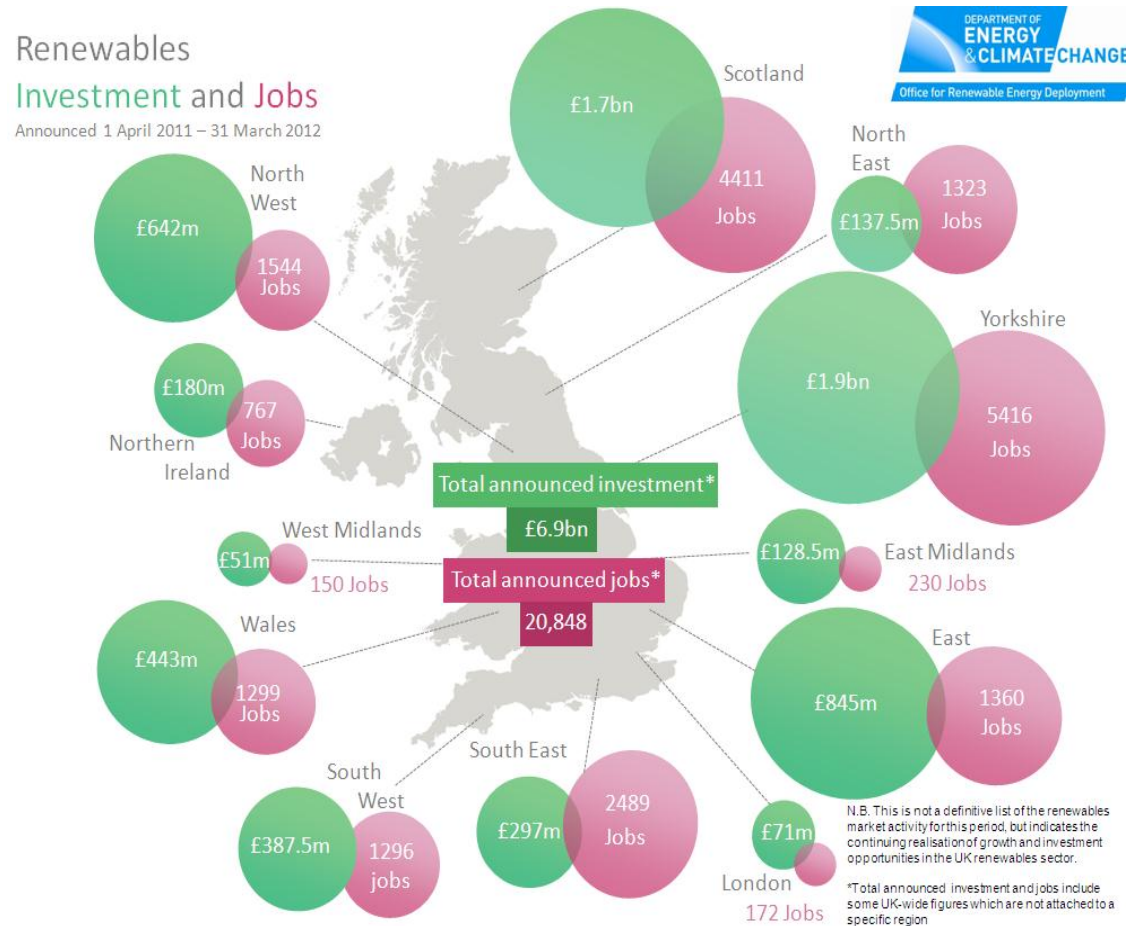 Renewables
Investment and Jobs
Announced 1 April 2011 – 31 March 2012
DEPARTMENT OF
ENERGY
& CLIMATE CHANGE
Office for Renewable Energy Deployment
Scotland
£1.7bn
4411
Jobs
North
East
£137.5m
1323
Jobs
North
West
£642m
1544
Jobs
Yorkshire
£1.9bn
5416
Jobs
£180m
767
Jobs
Northern
Ireland
Total announced investment*
£6.9bn
Total announced jobs*
20,848
West Midlands
£51m
150 Jobs
£128.5m
East Midlands
230 Jobs
Wales
£443m
1299
Jobs
East
£845m
1360
Jobs
South
West
£387.5m
1296
jobs
South East
£297m
2489
Jobs
£71m
London
172 Jobs
N.B. This is not a definitive list of the renewables
market activity for this period, but indicates the
continuing realisation of growth and investment
opportunities in the UK renewables sector.
*Total announced investment and jobs include
some UK-wide figures which are not attached to a
specific region